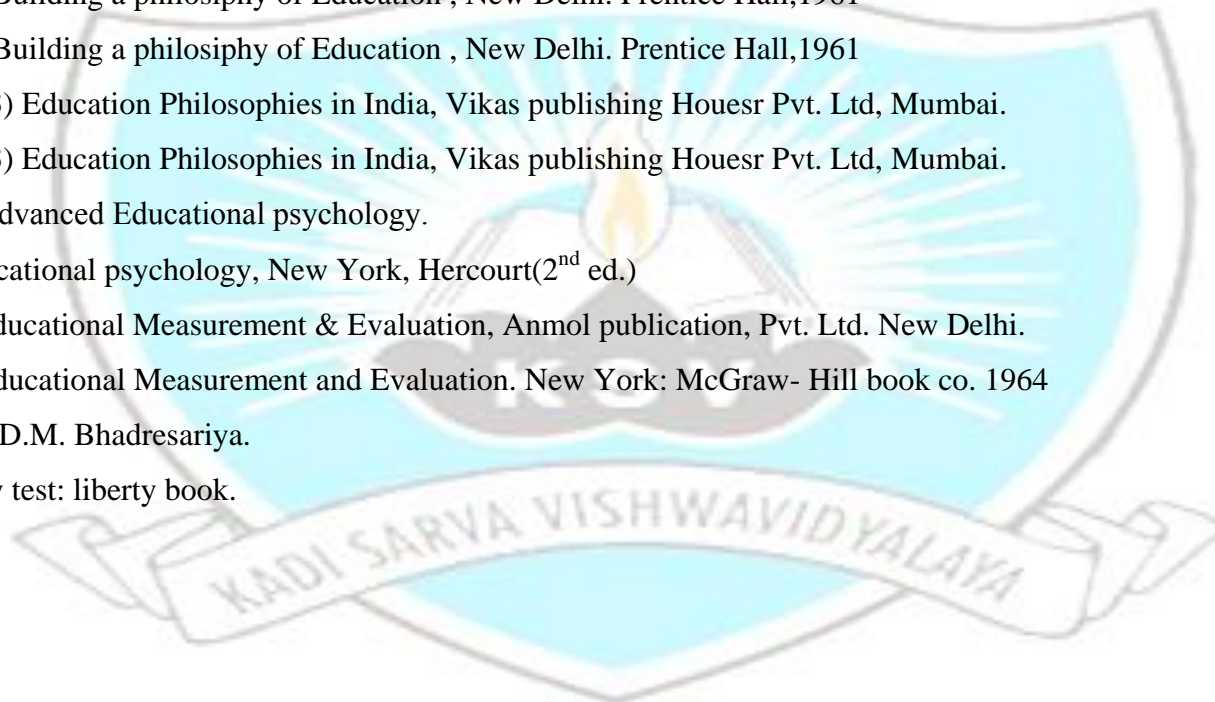 Building a philosiphy of Education , New Delhi. Prentice Hall,1961
Building a philosiphy of Education , New Delhi. Prentice Hall,1961
) Education Philosophies in India, Vikas publishing Houesr Pvt. Ltd, Mumbai.
) Education Philosophies in India, Vikas publishing Houesr Pvt. Ltd, Mumbai.
dvanced Educational psychology.
cational psychology, New York, Hercourt(2nd ed.)
ducational Measurement & Evaluation, Anmol publication, Pvt. Ltd. New Delhi.
ducational Measurement and Evaluation. New York: McGraw- Hill book co. 1964
D.M. Bhadresariya.
test: liberty book.
KSV
KADI SARVA VISHWAVIDYALAYA